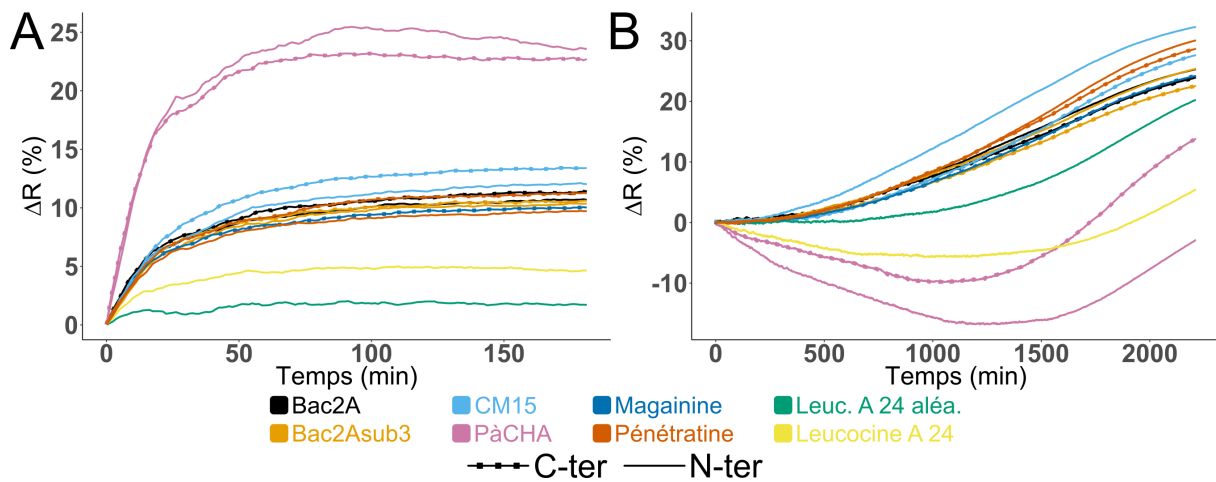 A
B
ΔR (%)
25
20
15
10
5
0
0 50 100 150
Temps (min)
ΔR (%)
30
20
10
0
-10
0 500 1000 1500 2000
Temps (min)
Bac2A CM15 Magainine Leuc. A 24 aléa.
Bac2Asub3 PàCHA Pénétratine Leucocine A 24
C-ter N-ter